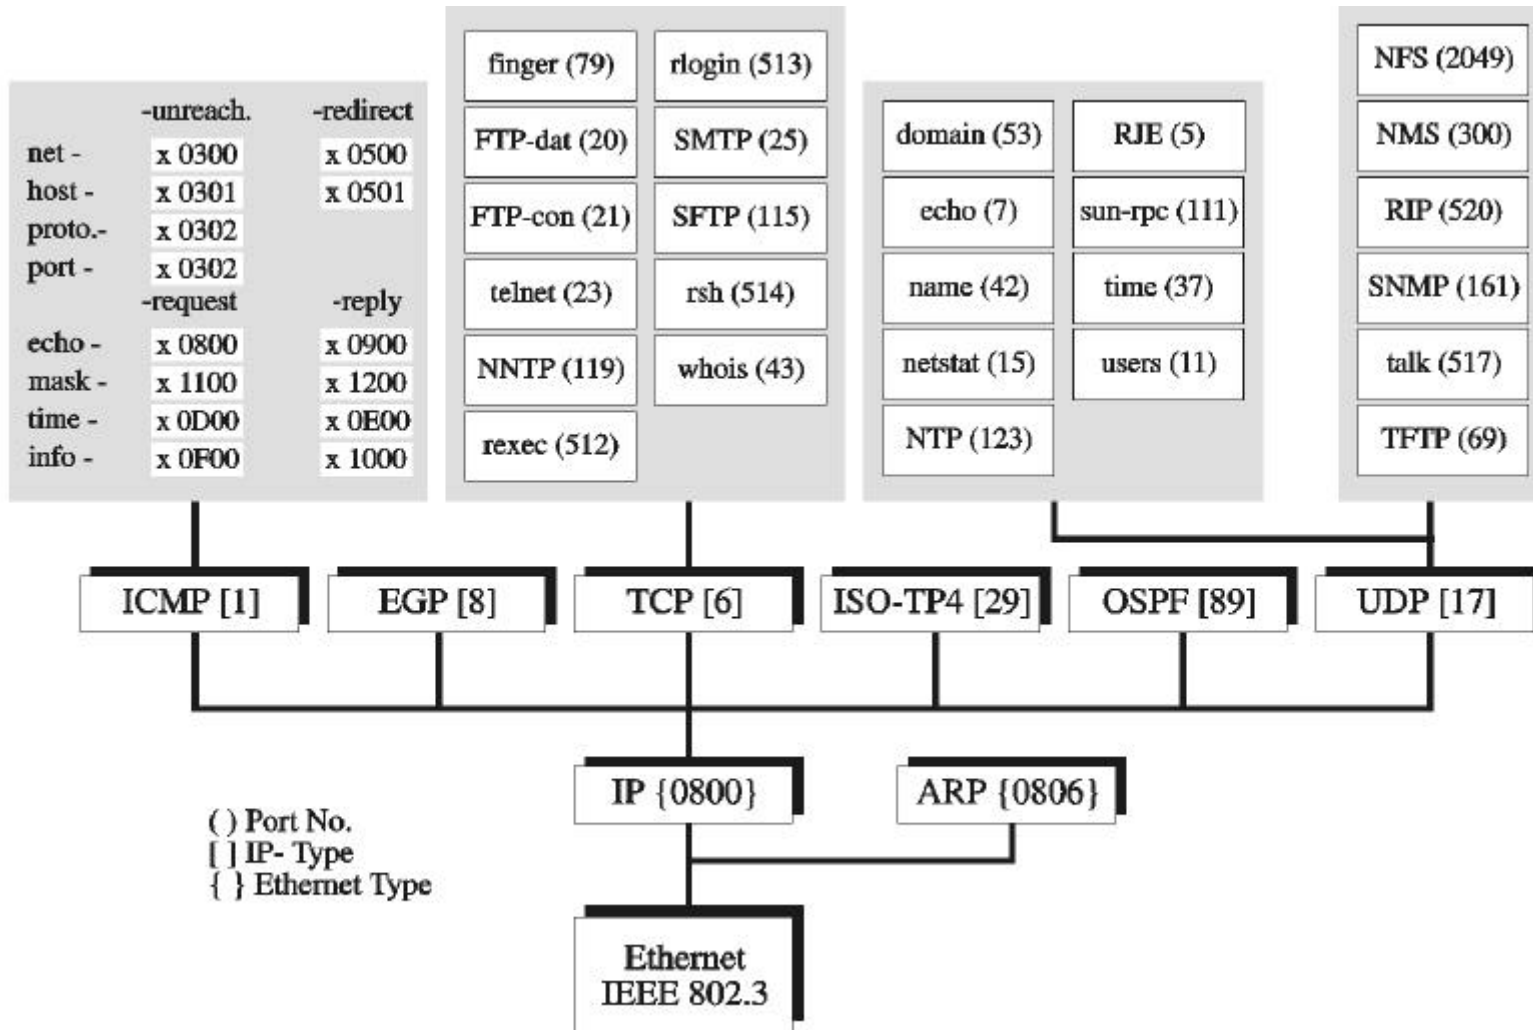 -unreach. -redirect
net - x 0300 x 0500
host - x 0301 x 0501
proto.- x 0302
port - x 0302
-request -reply
echo - x 0800 x 0900
mask - x 1100 x 1200
time - x 0D00 x 0E00
info - x 0F00 x 1000
finger (79) rlogin (513)
FTP-dat (20) SMTP (25)
FTP-con (21) SFTP (115)
telnet (23) rsh (514)
NNTP (119) whois (43)
rexec (512)
domain (53) RJE (5)
echo (7) sun-rpc (111)
name (42) time (37)
netstat (15) users (11)
NTP (123)
NFS (2049)
NMS (300)
RIP (520)
SNMP (161)
talk (517)
TFTP (69)
ICMP [1] EGP [8] TCP [6] ISO-TP4 [29] OSPF [89] UDP [17]
IP {0800} ARP {0806}
( ) Port No.
[ ] IP- Type
{ } Ethernet Type
Ethernet
IEEE 802.3